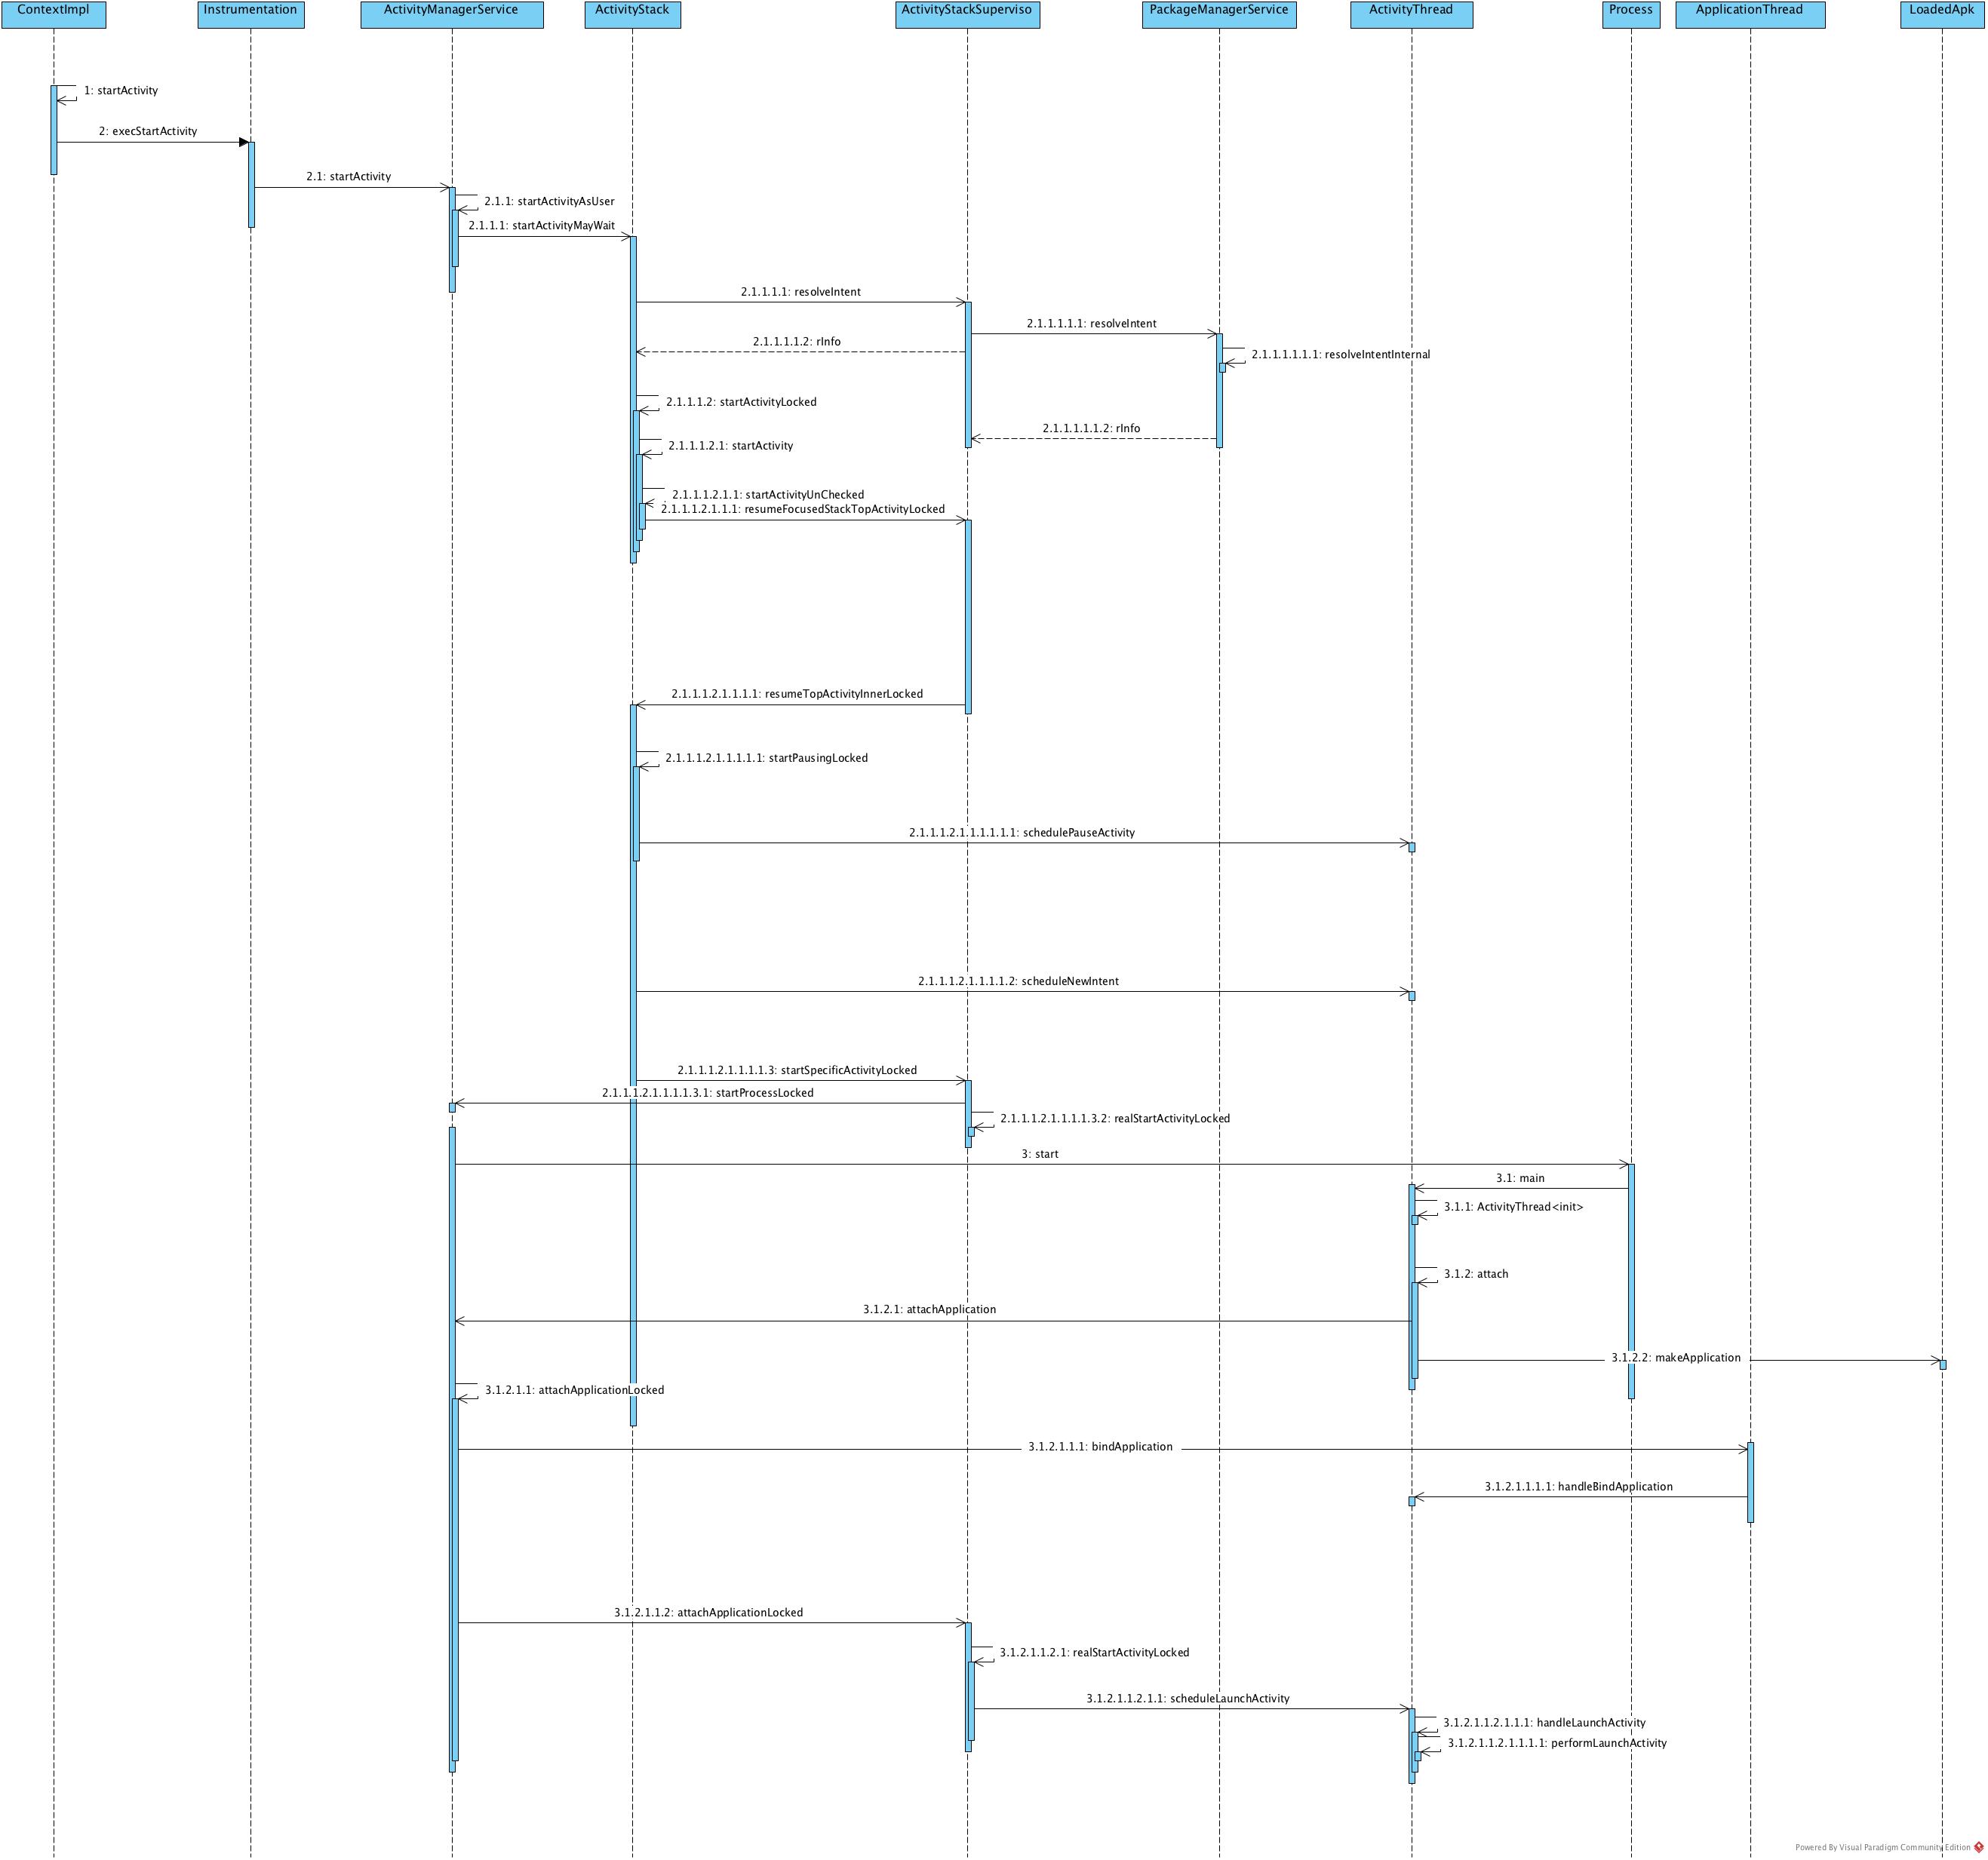 ContextImpl
Instrumentation
ActivityManagerService
ActivityStack
ActivityStackSuperviso
PackageManagerService
ActivityThread
Process
ApplicationThread
LoadedApk
1: startActivity
2: execStartActivity
2.1: startActivity
2.1.1: startActivityAsUser
2.1.1.1: startActivityMayWait
2.1.1.1.1: resolveIntent
2.1.1.1.1.1: resolveIntent
2.1.1.1.1.2: rInfo
2.1.1.1.1.1.1: resolveIntentInternal
2.1.1.1.2: startActivityLocked
2.1.1.1.1.1.2: rInfo
2.1.1.1.2.1: startActivity
2.1.1.1.2.1.1: startActivityUnChecked
2.1.1.1.2.1.1.1: resumeFocusedStackTopActivityLocked
2.1.1.1.2.1.1.1.1: resumeTopActivityInnerLocked
2.1.1.1.2.1.1.1.1.1: startPausingLocked
2.1.1.1.2.1.1.1.1.1.1: schedulePauseActivity
2.1.1.1.2.1.1.1.1.2: scheduleNewIntent
2.1.1.1.2.1.1.1.1.3: startSpecificActivityLocked
2.1.1.1.2.1.1.1.1.3.1: startProcessLocked
2.1.1.1.2.1.1.1.1.3.2: realStartActivityLocked
3: start
3.1: main
3.1.1: ActivityThread<init>
3.1.2: attach
3.1.2.1: attachApplication
3.1.2.2: makeApplication
3.1.2.1.1: attachApplicationLocked
3.1.2.1.1.1: bindApplication
3.1.2.1.1.1.1: handleBindApplication
3.1.2.1.1.2: attachApplicationLocked
3.1.2.1.1.2.1: realStartActivityLocked
3.1.2.1.1.2.1.1: scheduleLaunchActivity
3.1.2.1.1.2.1.1.1: handleLaunchActivity
3.1.2.1.1.2.1.1.1.1: performLaunchActivity
Powered By Visual Paradigm Community Edition